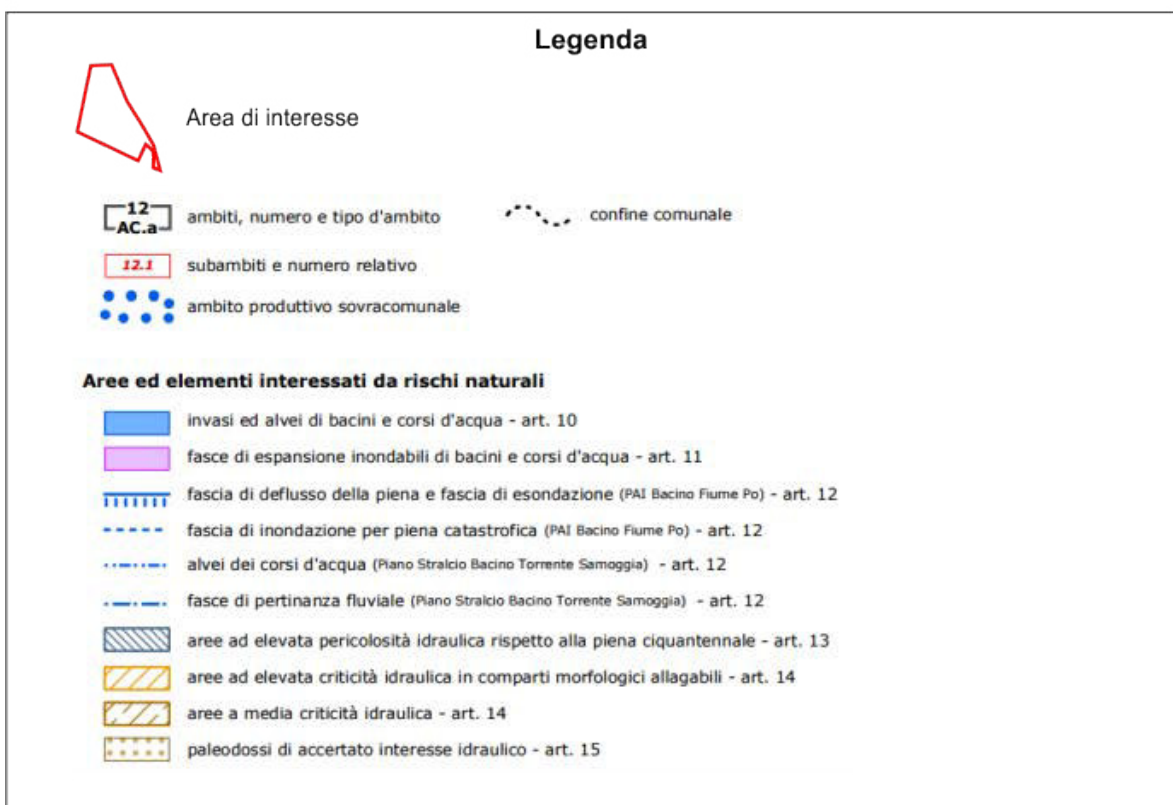 Legenda
Area di interesse
12
AC.a
ambiti, numero e tipo d'ambito
confine comunale
12.1
subambiti e numero relativo
ambito produttivo sovracomunale
Aree ed elementi interessati da rischi naturali
invasi ed alvei di bacini e corsi d'acqua - art. 10
fasce di espansione inondabili di bacini e corsi d'acqua - art. 11
fascia di deflusso della piena e fascia di esondazione (PAI Bacino Fiume Po) - art. 12
fascia di inondazione per piena catastrofica (PAI Bacino Fiume Po) - art. 12
alvei dei corsi d'acqua (Piano Stralcio Bacino Torrente Samoggia) - art. 12
fasce di pertinanza fluviale (Piano Stralcio Bacino Torrente Samoggia) - art. 12
aree ad elevata pericolosità idraulica rispetto alla piena ciquantennale - art. 13
aree ad elevata criticità idraulica in comparti morfologici allagabili - art. 14
aree a media criticità idraulica - art. 14
paleodossi di accertato interesse idraulico - art. 15